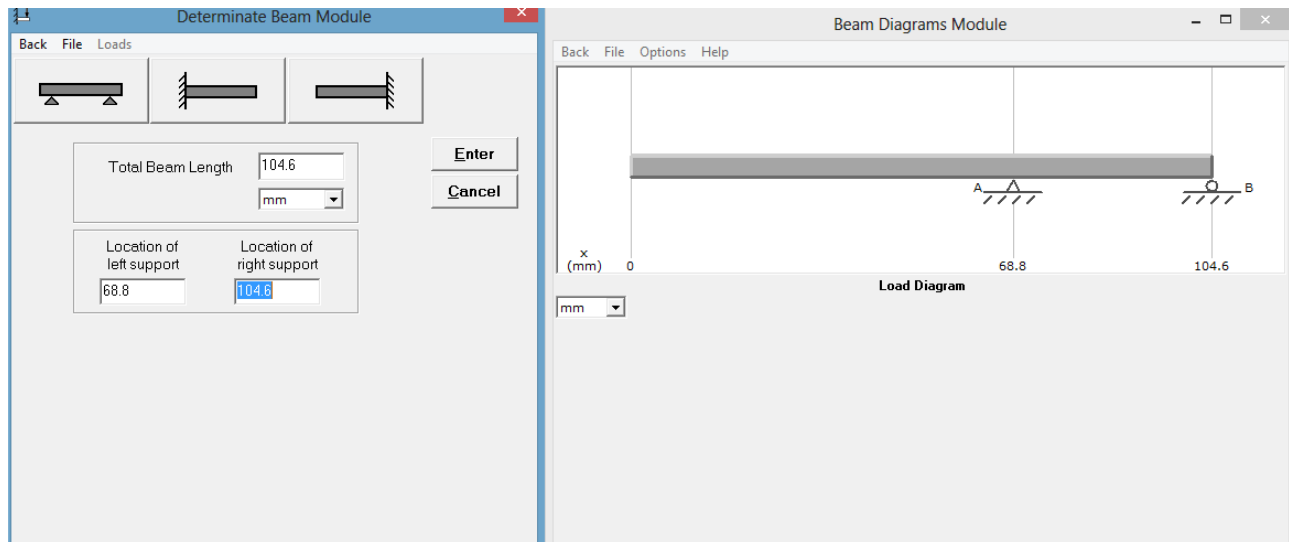 Determinate Beam Module
Back File Loads
Total Beam Length 104.6
mm
Enter
Cancel
Location of left support
68.8
Location of right support
104.6
Beam Diagrams Module
Back File Options Help
A
B
x
(mm) 0 68.8 104.6
Load Diagram
mm